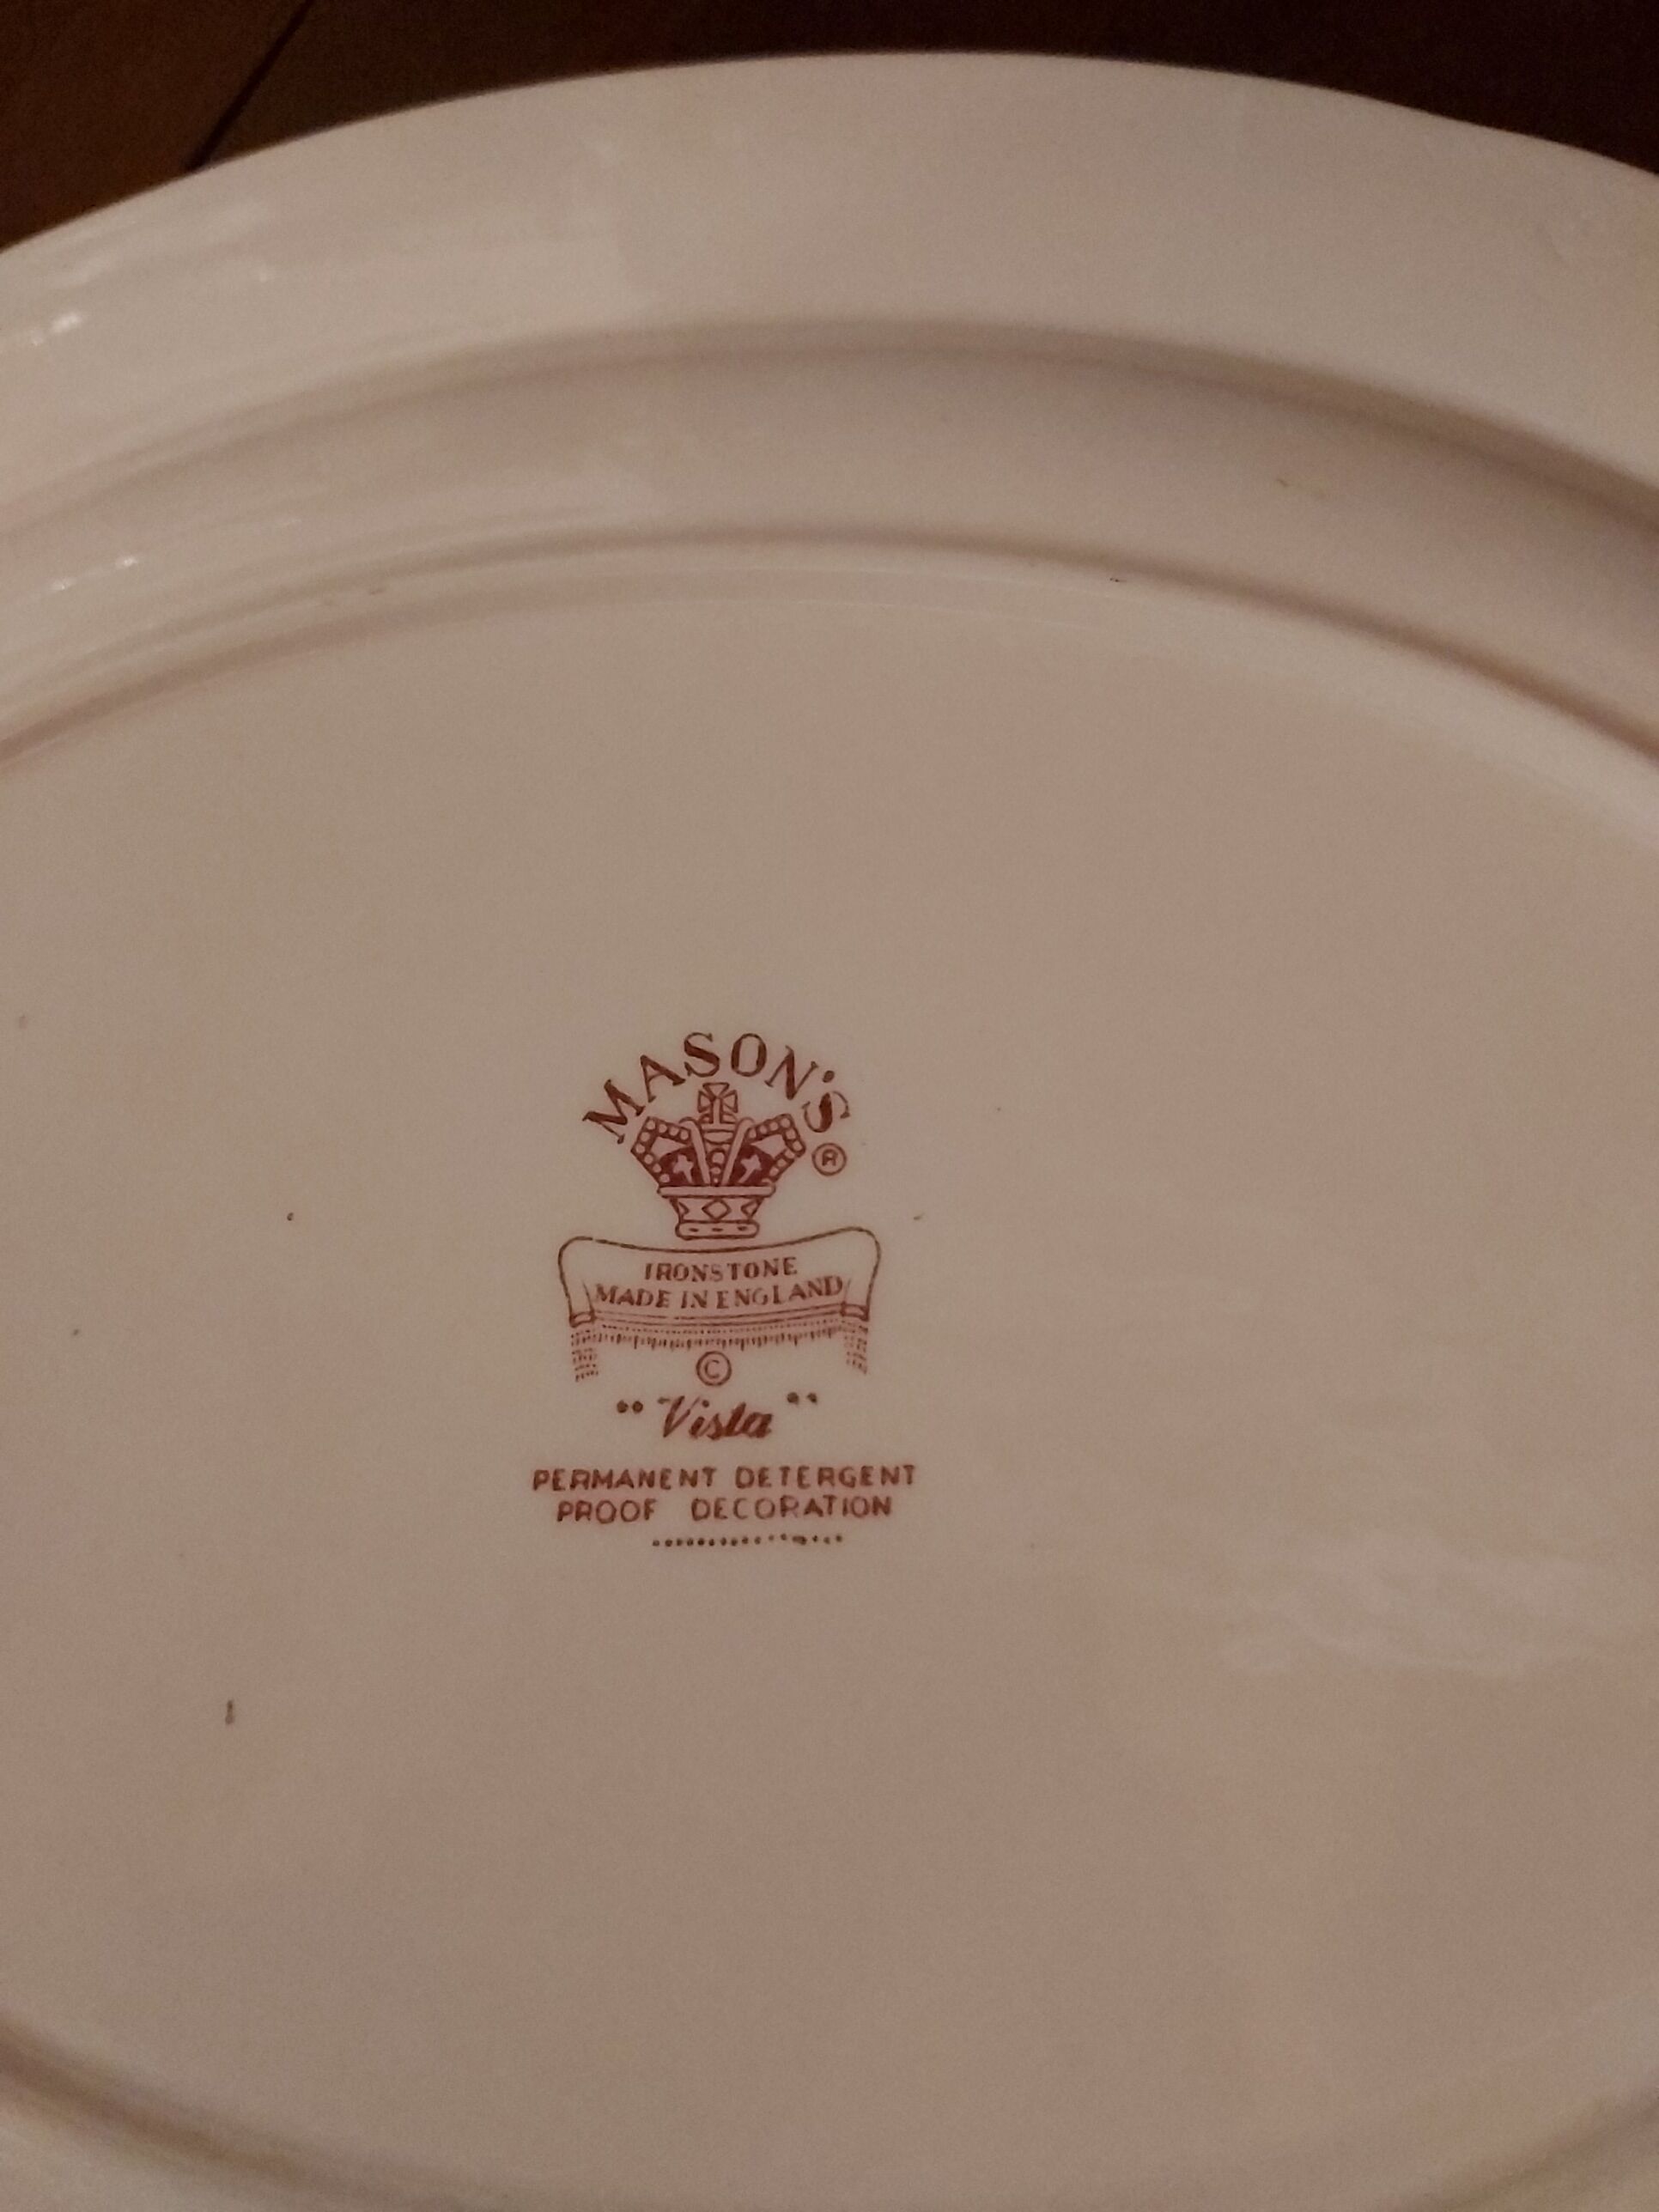 MASON'S
®
IRONSTONE
MADE IN ENGLAND
©
"Vista"
PERMANENT DETERGENT
PROOF DECORATION